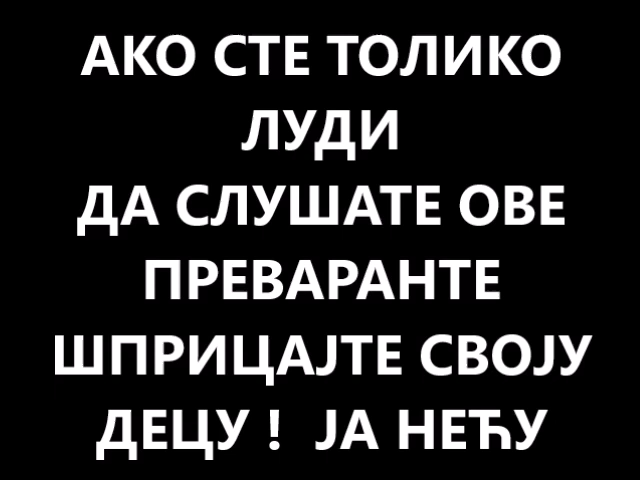 АКО СТЕ ТОЛИКО
ЛУДИ
ДА СЛУШАТЕ ОВЕ
ПРЕВАРАНТЕ
ШПРИЦАЈТЕ СВОЈУ
ДЕЦУ ! ЈА НЕЋУ